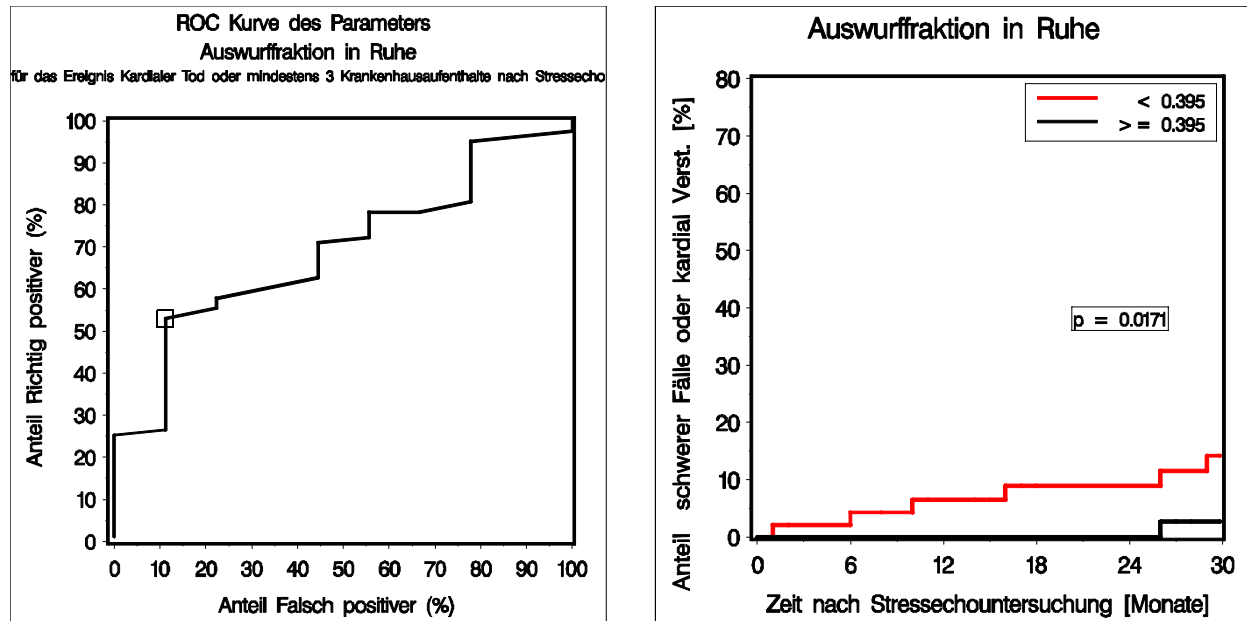 ROC Kurve des Parameters
Auswurffraktion in Ruhe
für das Ereignis Kardialer Tod oder mindestens 3 Krankenhausaufenthalte nach Stressecho
Anteil Richtig positiver (%)
100
90
80
70
60
50
40
30
20
10
0
0 10 20 30 40 50 60 70 80 90 100
Anteil Falsch positiver (%)
Auswurffraktion in Ruhe
Anteil schwerer Fälle oder kardial Verst. [%]
80
70
60
50
40
30
20
10
0
< 0.395
>= 0.395
p = 0.0171
0 6 12 18 24 30
Zeit nach Stressechountersuchung [Monate]